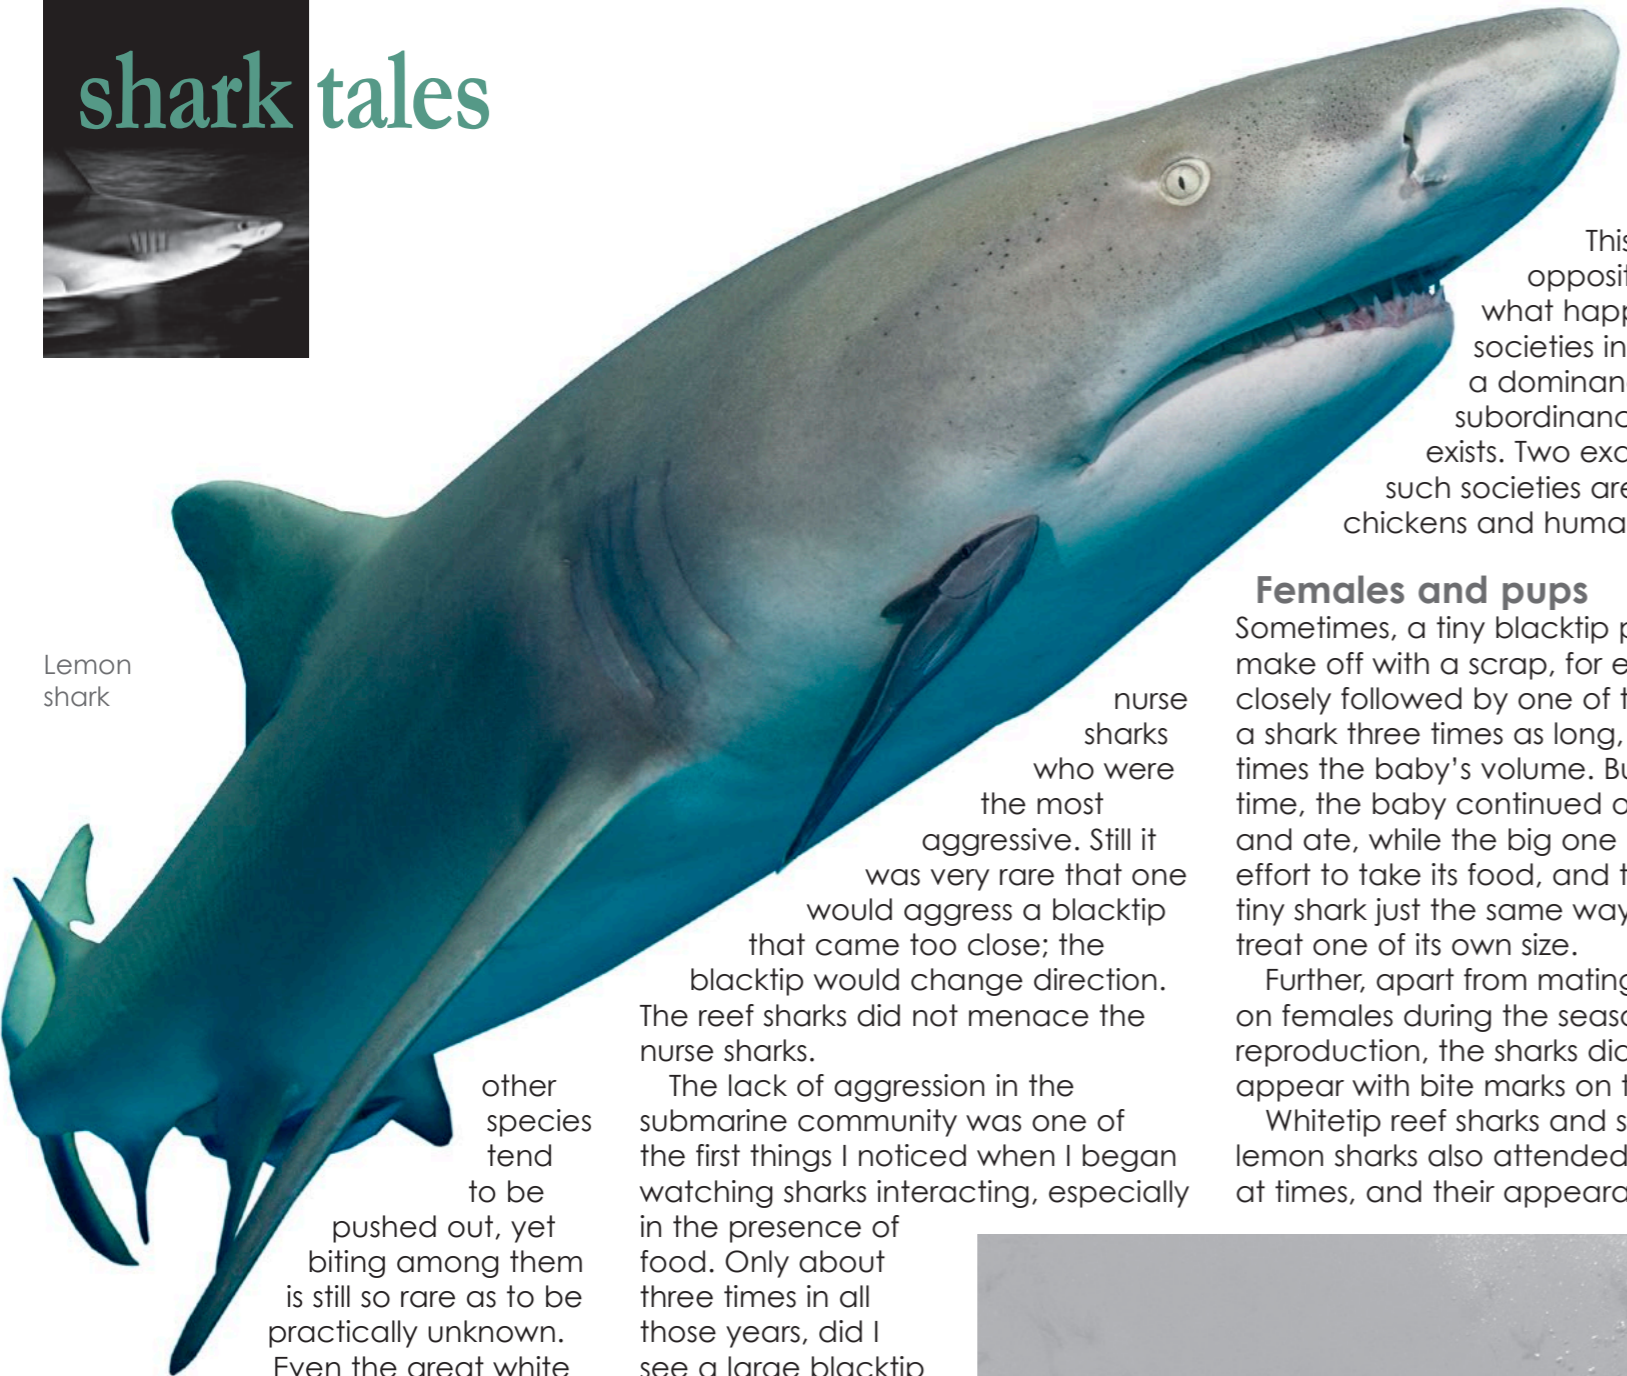 shark tales
Lemon
shark
other
species
tend
to be
pushed out, yet
biting among them
is still so rare as to be
practically unknown.
Even the great white
nurse
sharks
who were
the most
aggressive. Still it
was very rare that one
would aggress a blacktip
that came too close; the
blacktip would change direction.
The reef sharks did not menace the
nurse sharks.
The lack of aggression in the
submarine community was one of
the first things I noticed when I began
watching sharks interacting, especially
in the presence of
food. Only about
three times in all
those years, did I
see a large blacktip
This
opposit
what happ
societies in
a dominan
subordinanc
exists. Two exa
such societies are
chickens and huma
Females and pups
Sometimes, a tiny blacktip p
make off with a scrap, for e
closely followed by one of t
a shark three times as long,
times the baby's volume. Bu
time, the baby continued o
and ate, while the big one
effort to take its food, and t
tiny shark just the same way
treat one of its own size.
Further, apart from mating
on females during the seaso
reproduction, the sharks did
appear with bite marks on t
Whitetip reef sharks and s
lemon sharks also attended
at times, and their appeara